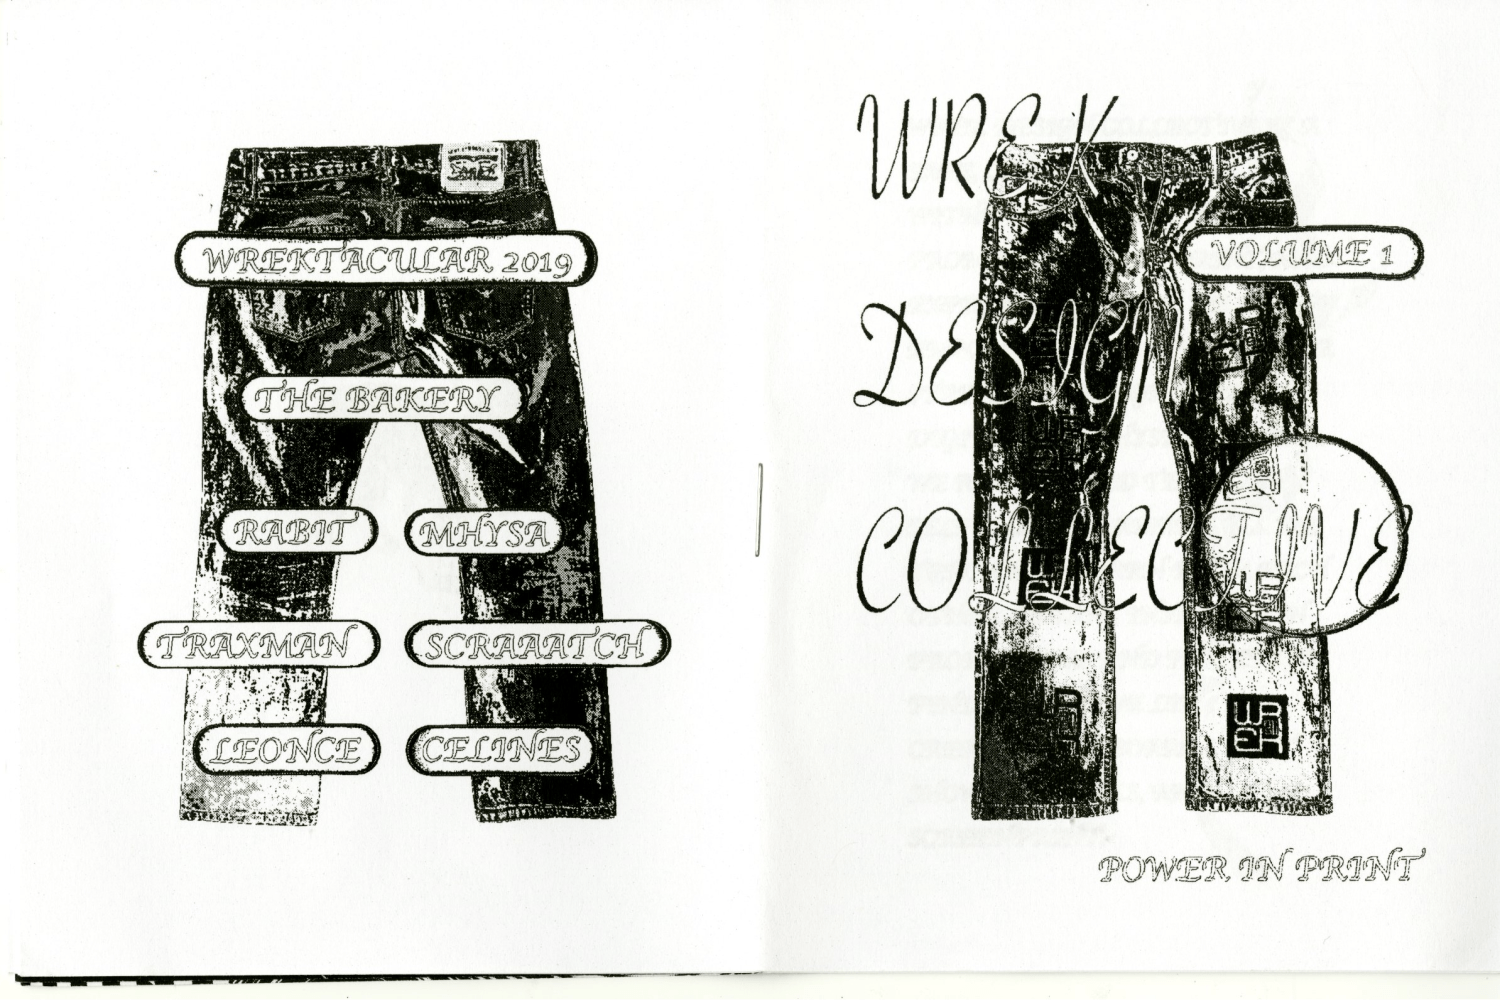 WREKTACULAR 2019
THE BAKERY
RABIT
MHYSA
TRAXMAN
SCRAAATCH
LEONCE
CELINES
WREK
VOLUME 1
DESIGN
COLLECTIVE
POWER IN PRINT